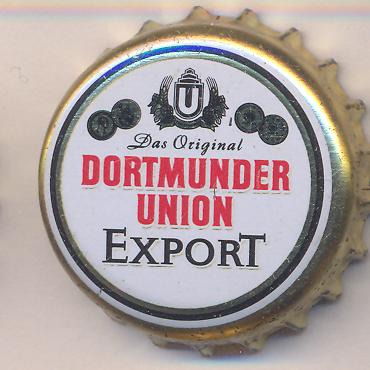 U
Das Original
DORTMUNDER
UNION
EXPORT